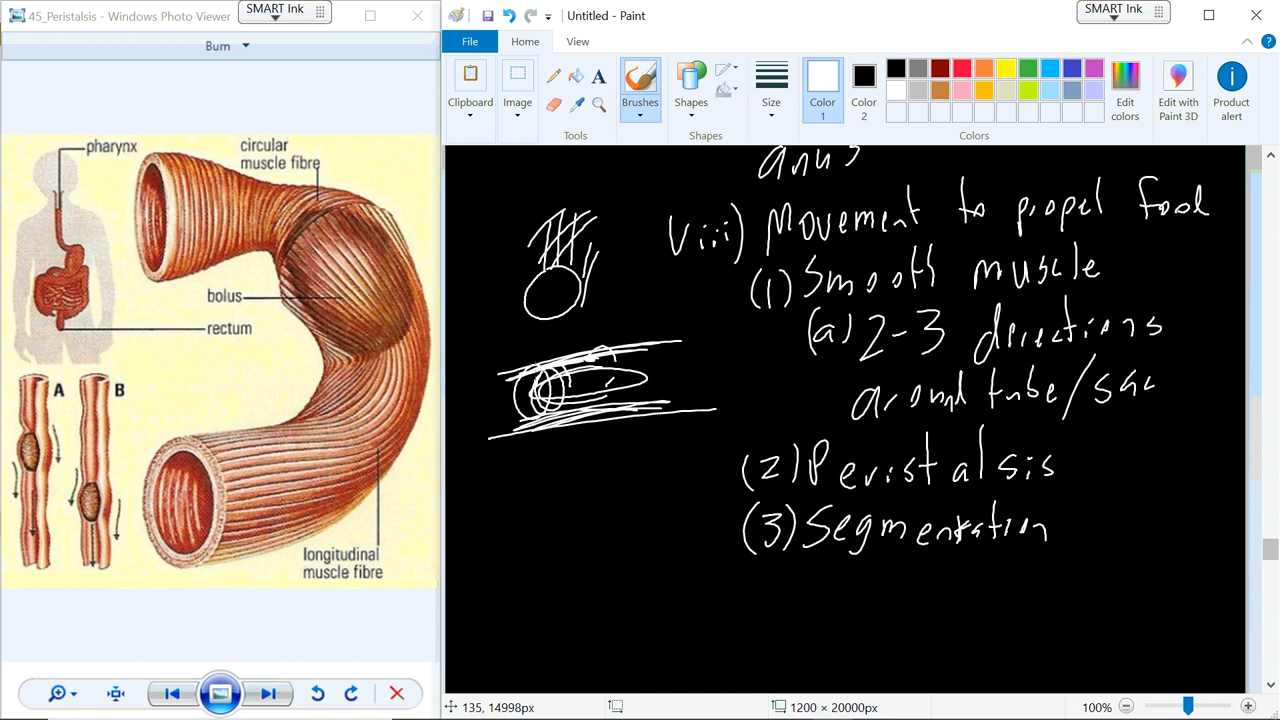 45_Peristalsis - Windows Photo Viewer
SMART Ink
Burn
pharynx
circular
muscle fibre
bolus
rectum
A
B
longitudinal
muscle fibre
Untitled - Paint
SMART Ink
File
Home
View
Clipboard
Image
Tools
Brushes
Shapes
Shapes
Size
Color
1
Color
2
Edit
colors
Colors
Edit with
Paint 3D
Product
alert
anus
viii) Movement to propel food
(1) Smooth muscle
(a) 2-3 directions
around tube/sac
(2) Peristalsis
(3) Segmentation
135, 14998px
1200 × 20000px
100%